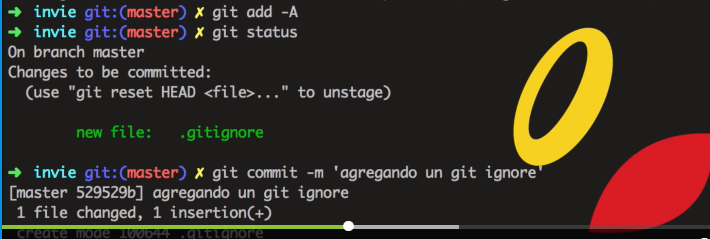 ➜ invie git:(master) ✗ git add -A
➜ invie git:(master) ✗ git status
On branch master
Changes to be committed:
(use "git reset HEAD <file>..." to unstage)
new file: .gitignore
➜ invie git:(master) ✗ git commit -m 'agregando un git ignore'
[master 529529b] agregando un git ignore
1 file changed, 1 insertion(+)
create mode 100644 .gitignore